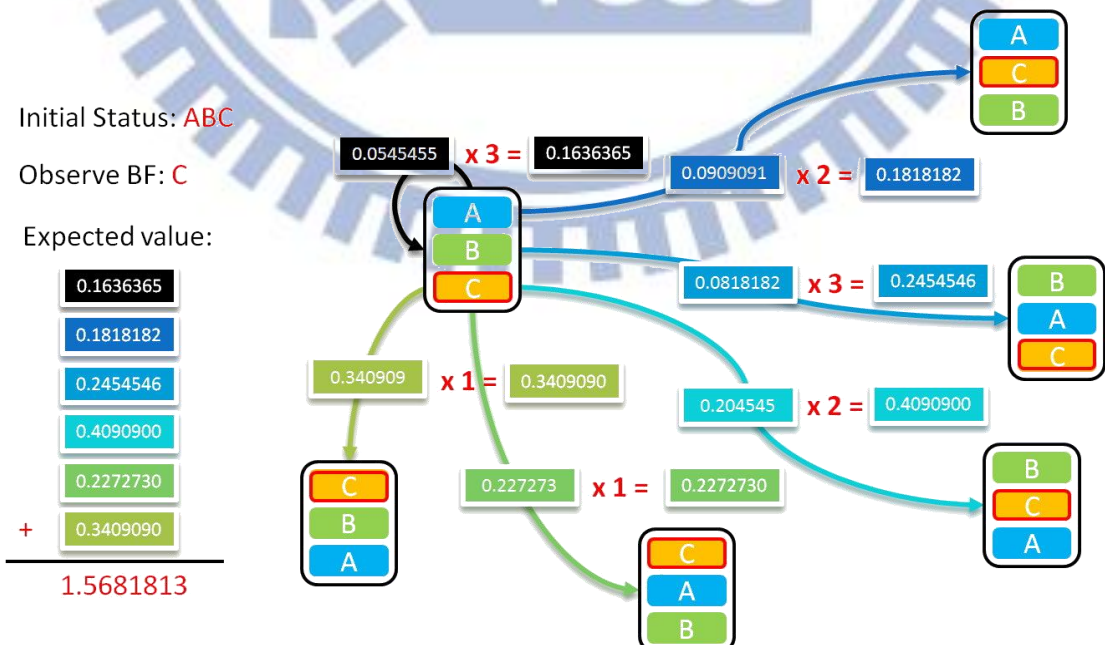 Initial Status: ABC
Observe BF: C
Expected value:
0.1636365
0.1818182
0.2454546
0.4090900
0.2272730
+ 0.3409090
1.5681813
0.0545455 x 3 = 0.1636365
0.0909091 x 2 = 0.1818182
0.0818182 x 3 = 0.2454546
0.204545 x 2 = 0.4090900
0.227273 x 1 = 0.2272730
0.340909 x 1 = 0.3409090
A
B
C
A
C
B
B
A
C
B
C
A
C
A
B
C
B
A